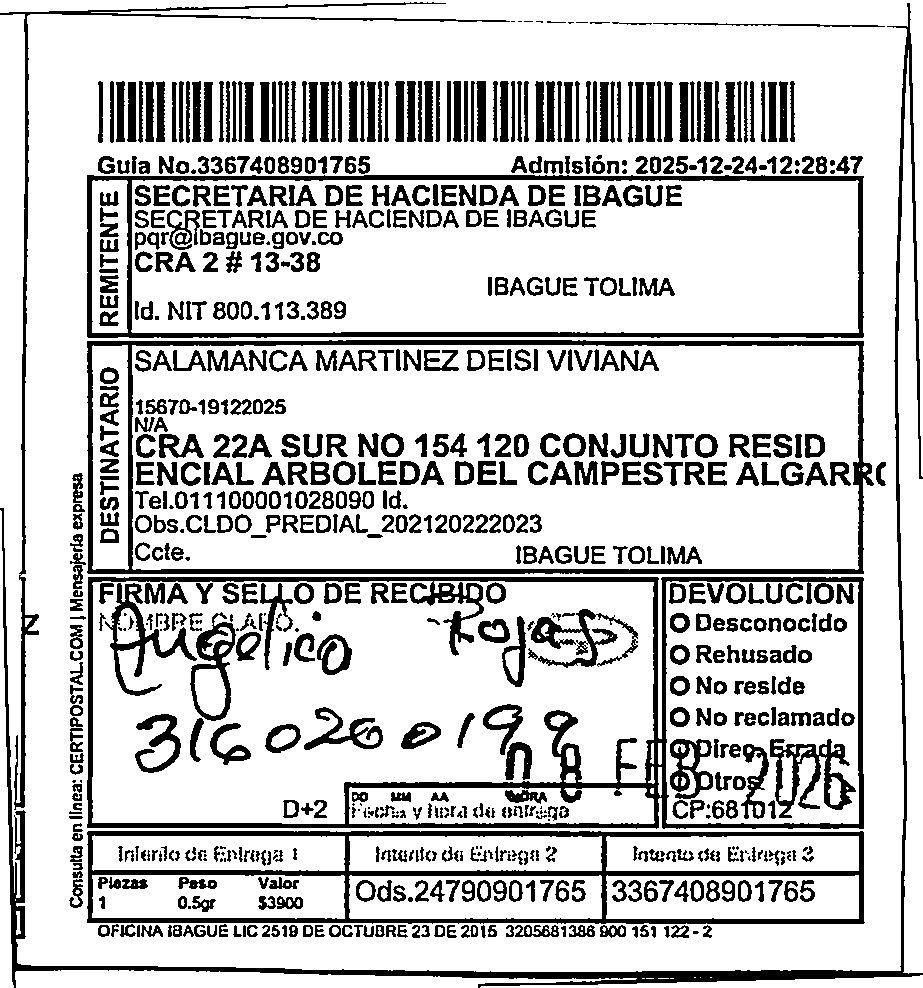 Guia No.3367408901765 Admisión: 2025-12-24-12:28:47
REMITENTE
SECRETARIA DE HACIENDA DE IBAGUE
SECRETARIA DE HACIENDA DE IBAGUE
pqr@ibague.gov.co
CRA 2 # 13-38
IBAGUE TOLIMA
Id. NIT 800.113.389
DESTINATARIO
SALAMANCA MARTINEZ DEISI VIVIANA
15670-19122025
N/A
CRA 22A SUR NO 154 120 CONJUNTO RESID
ENCIAL ARBOLEDA DEL CAMPESTRE ALGARRO
Tel.011100001028090 Id.
Obs.CLDO_PREDIAL_202120222023
Ccte. IBAGUE TOLIMA
FIRMA Y SELLO DE RECIBIDO
NOMBRE CLARO.
Angelica Rojas
3160260199
08 FEB 2026
D+2
DD MM AA HORA
Fecha y hora de entrega
DEVOLUCION
Desconocido
Rehusado
No reside
No reclamado
Direc. Errada
Otros
CP:681012
Intento de Entrega 1 Intento de Entrega 2 Intento de Entrega 3
Piezas Peso Valor
1 0.5gr $3900
Ods.24790901765 3367408901765
OFICINA IBAGUE LIC 2519 DE OCTUBRE 23 DE 2015 3205681386 900 151 122 - 2
Consulta en línea: CERTIPOSTAL.COM | Mensajería expresa